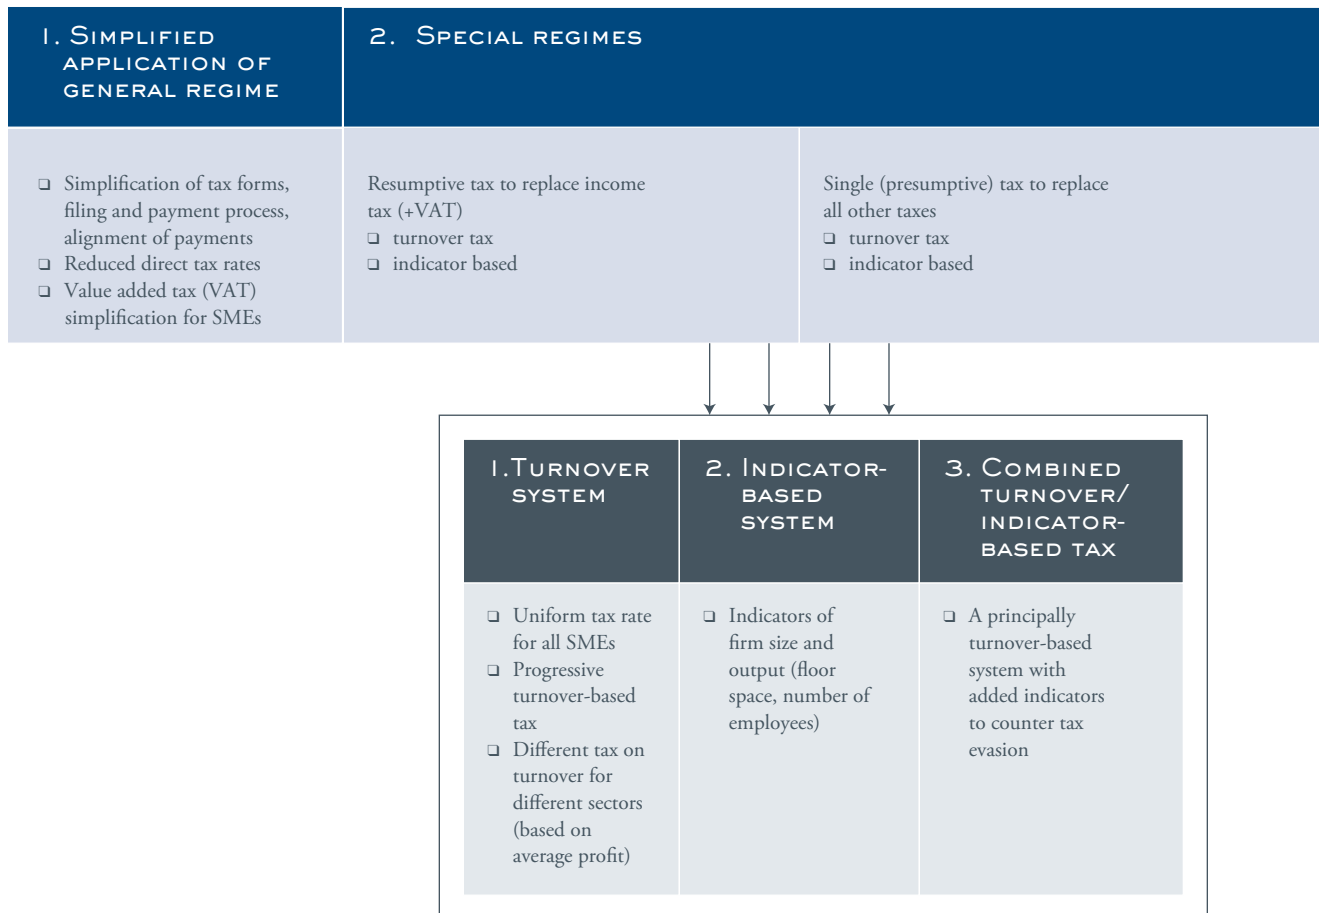 1. SIMPLIFIED
APPLICATION OF
GENERAL REGIME
2. SPECIAL REGIMES
❑ Simplification of tax forms,
filing and payment process,
alignment of payments
❑ Reduced direct tax rates
❑ Value added tax (VAT)
simplification for SMEs
Resumptive tax to replace income
tax (+VAT)
❑ turnover tax
❑ indicator based
Single (presumptive) tax to replace
all other taxes
❑ turnover tax
❑ indicator based
1.TURNOVER
SYSTEM
2. INDICATOR-
BASED
SYSTEM
3. COMBINED
TURNOVER/
INDICATOR-
BASED TAX
❑ Uniform tax rate
for all SMEs
❑ Progressive
turnover-based
tax
❑ Different tax on
turnover for
different sectors
(based on
average profit)
❑ Indicators of
firm size and
output (floor
space, number of
employees)
❑ A principally
turnover-based
system with
added indicators
to counter tax
evasion